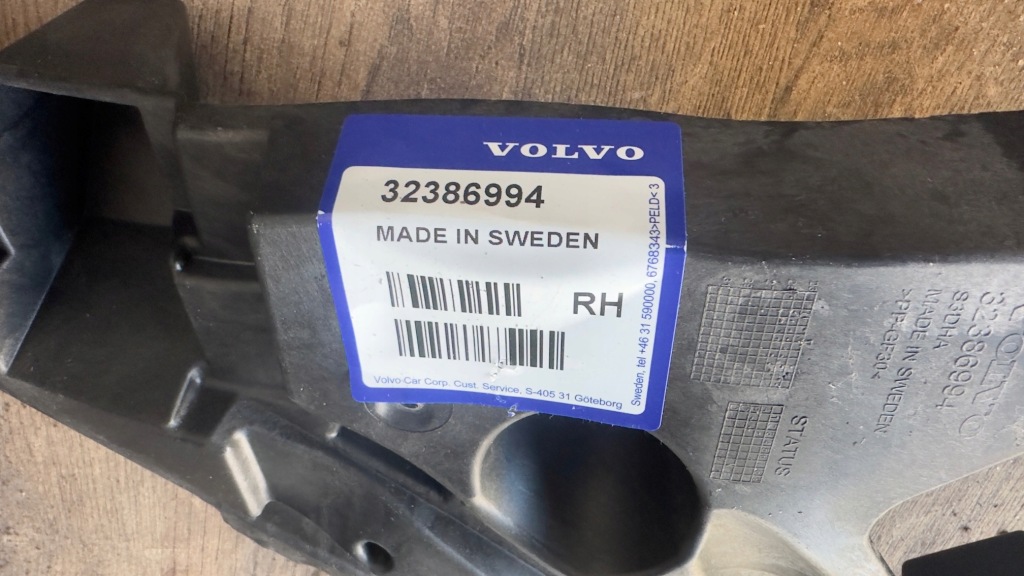 VOLVO
32386994
MADE IN SWEDEN
RH
Volvo Car Corp. Cust. Service, S-405 31 Göteborg
Sweden, tel +46 31 590000, 6768343>PELD< 3
VOLVO
32386994
MADE IN SWEDEN
STATUS